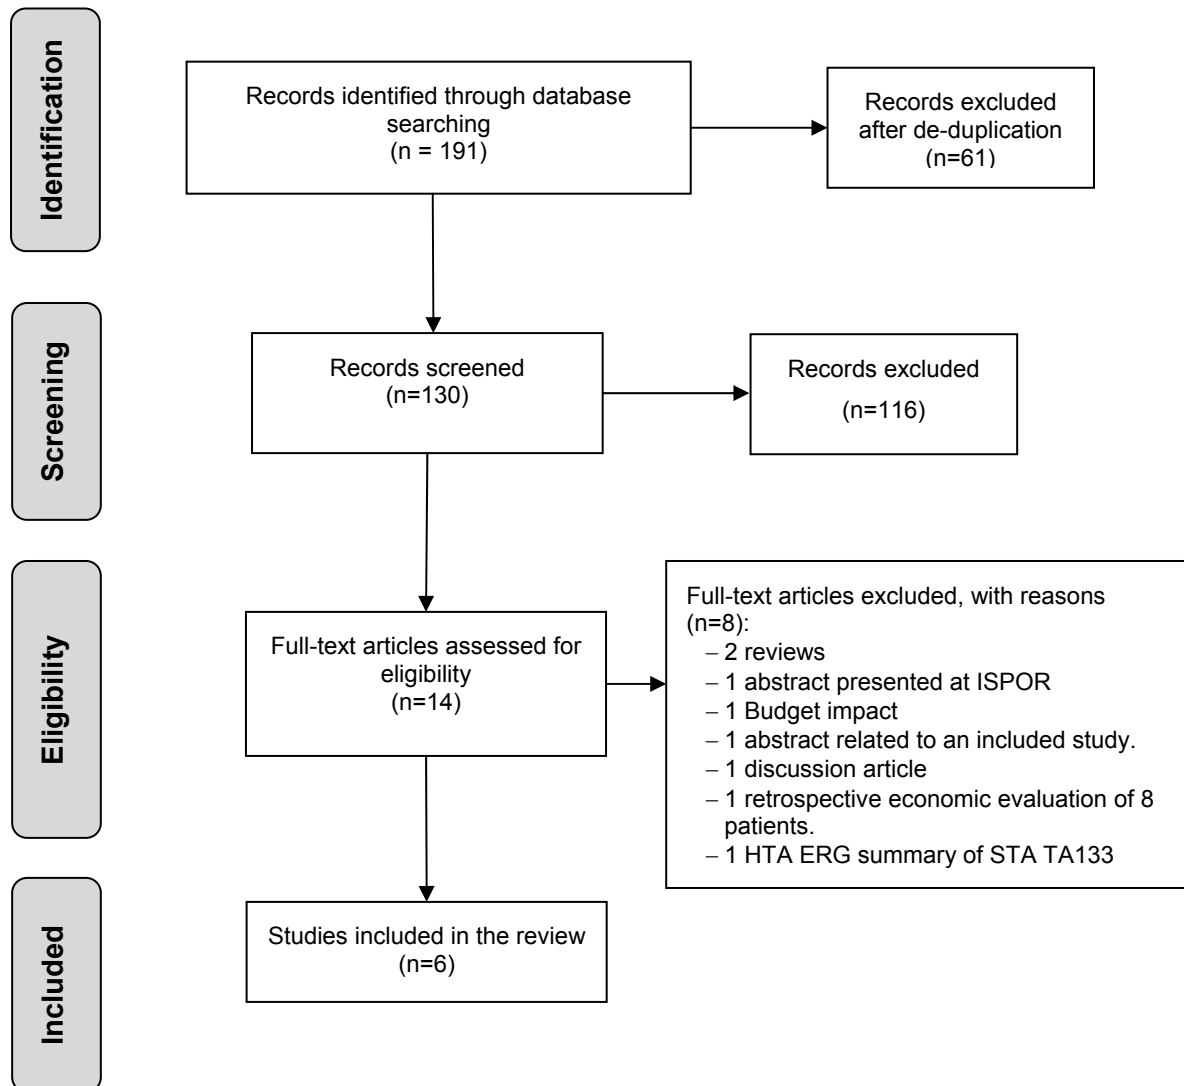 Identification
Records identified through database
searching
(n = 191)
Records excluded
after de-duplication
(n=61)
Screening
Records screened
(n=130)
Records excluded
(n=116)
Eligibility
Full-text articles assessed for
eligibility
(n=14)
Full-text articles excluded, with reasons
(n=8):
– 2 reviews
– 1 abstract presented at ISPOR
– 1 Budget impact
– 1 abstract related to an included study.
– 1 discussion article
– 1 retrospective economic evaluation of 8
patients.
– 1 HTA ERG summary of STA TA133
Included
Studies included in the review
(n=6)